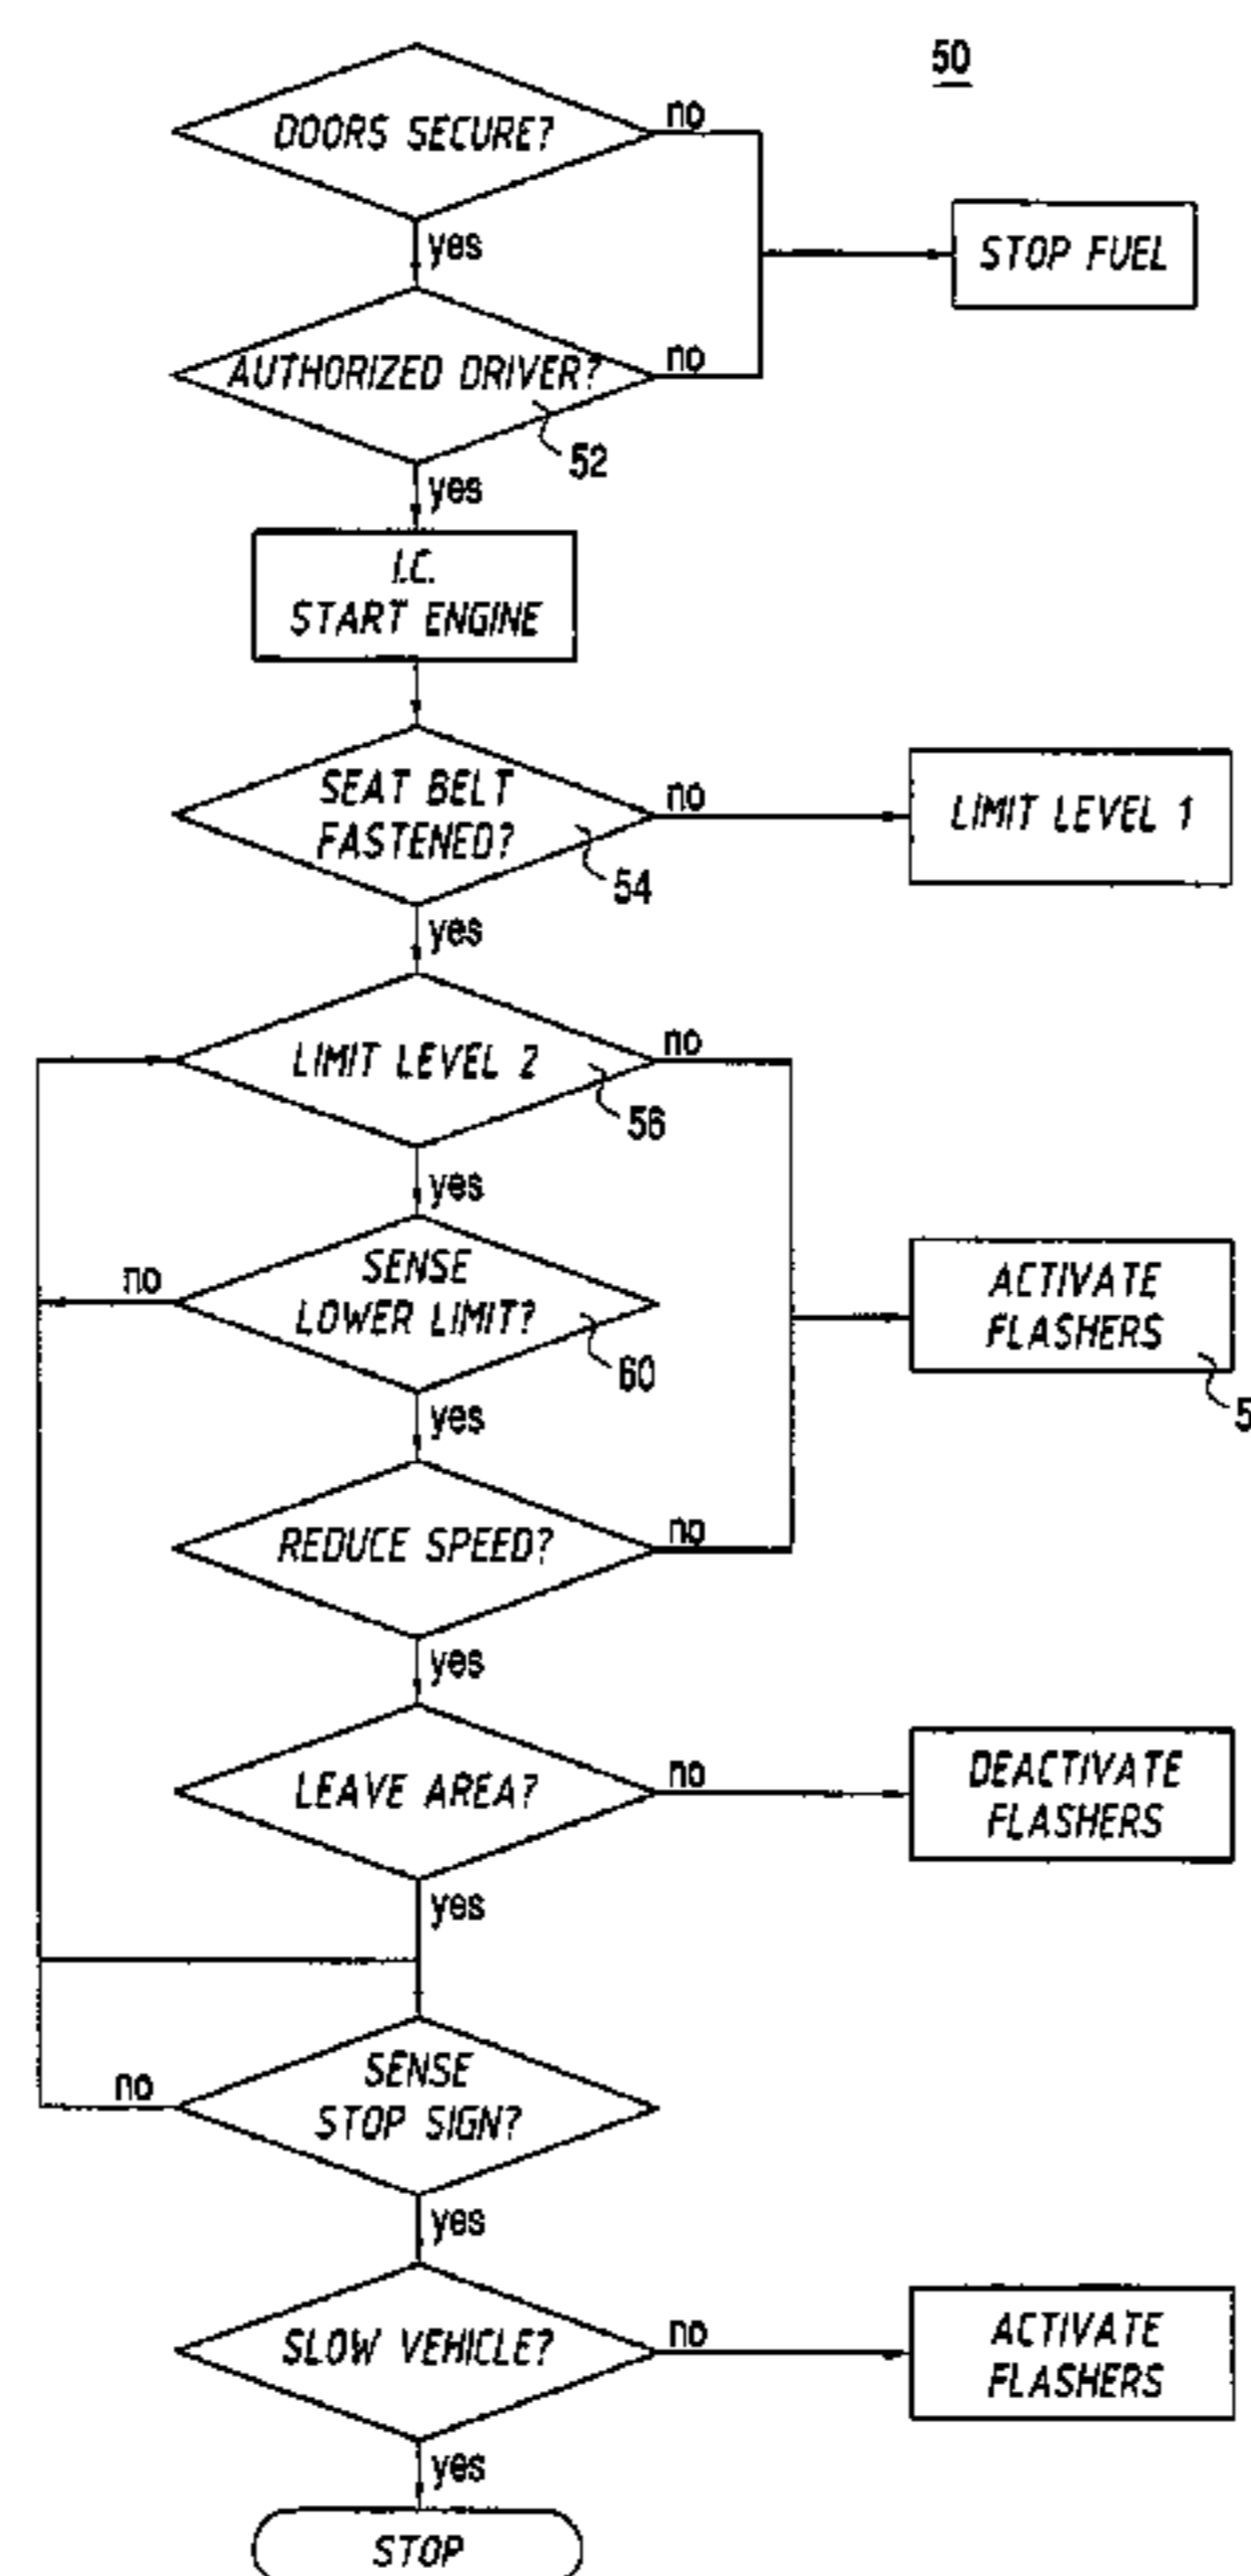 50
DOORS SECURE?
no
yes
STOP FUEL
AUTHORIZED DRIVER?
no
52
yes
I.C.
START ENGINE
SEAT BELT
FASTENED?
no
54
LIMIT LEVEL 1
yes
LIMIT LEVEL 2
no
56
yes
SENSE
LOWER LIMIT?
no
60
ACTIVATE
FLASHERS
5
yes
REDUCE SPEED?
no
yes
LEAVE AREA?
no
DEACTIVATE
FLASHERS
yes
SENSE
STOP SIGN?
no
yes
SLOW VEHICLE?
no
ACTIVATE
FLASHERS
yes
STOP